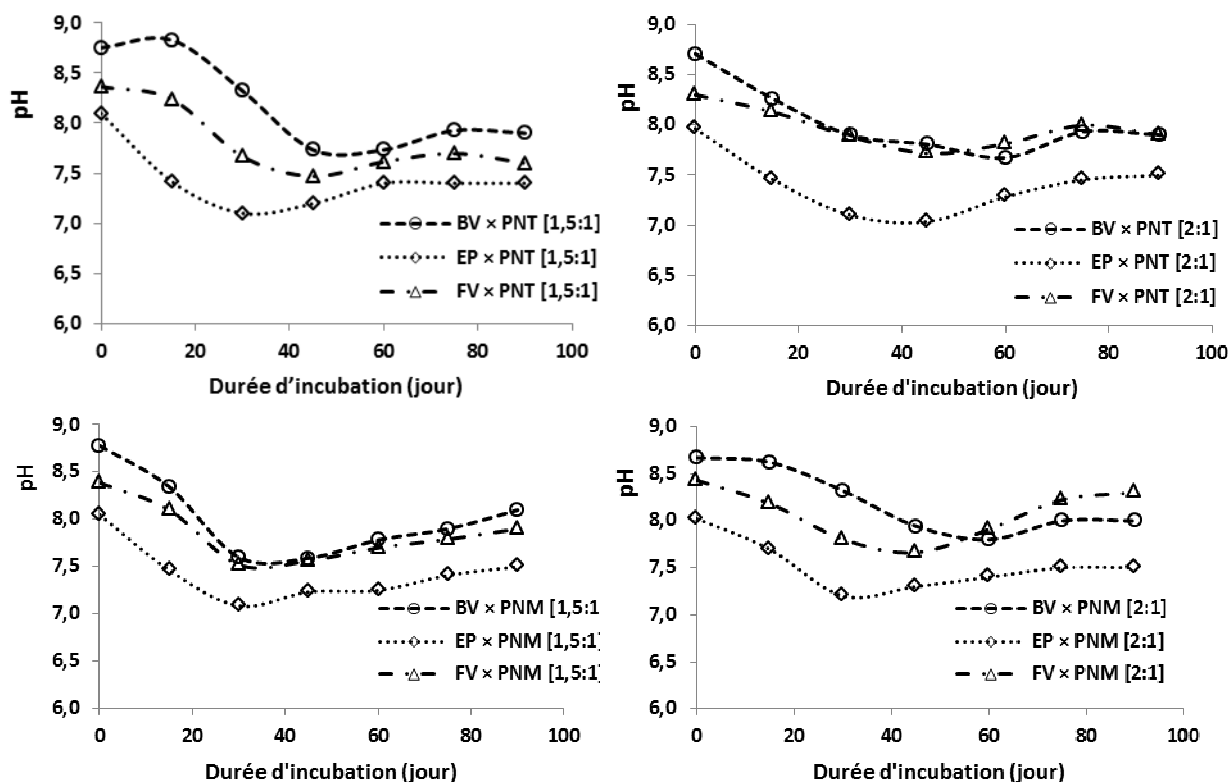 9,0
8,5
8,0
7,5
7,0
6,5
6,0
pH
0 20 40 60 80 100
Durée d’incubation (jour)
BV × PNT [1,5:1]
EP × PNT [1,5:1]
FV × PNT [1,5:1]
9,0
8,5
8,0
7,5
7,0
6,5
6,0
pH
0 20 40 60 80 100
Durée d'incubation (jour)
BV × PNT [2:1]
EP × PNT [2:1]
FV × PNT [2:1]
9,0
8,5
8,0
7,5
7,0
6,5
6,0
pH
0 20 40 60 80 100
Durée d'incubation (jour)
BV × PNM [1,5:1
EP × PNM [1,5:1]
FV × PNM [1,5:1]
9,0
8,5
8,0
7,5
7,0
6,5
6,0
pH
0 20 40 60 80 100
Durée d'incubation (jour)
BV × PNM [2:1]
EP × PNM [2:1]
FV × PNM [2:1]